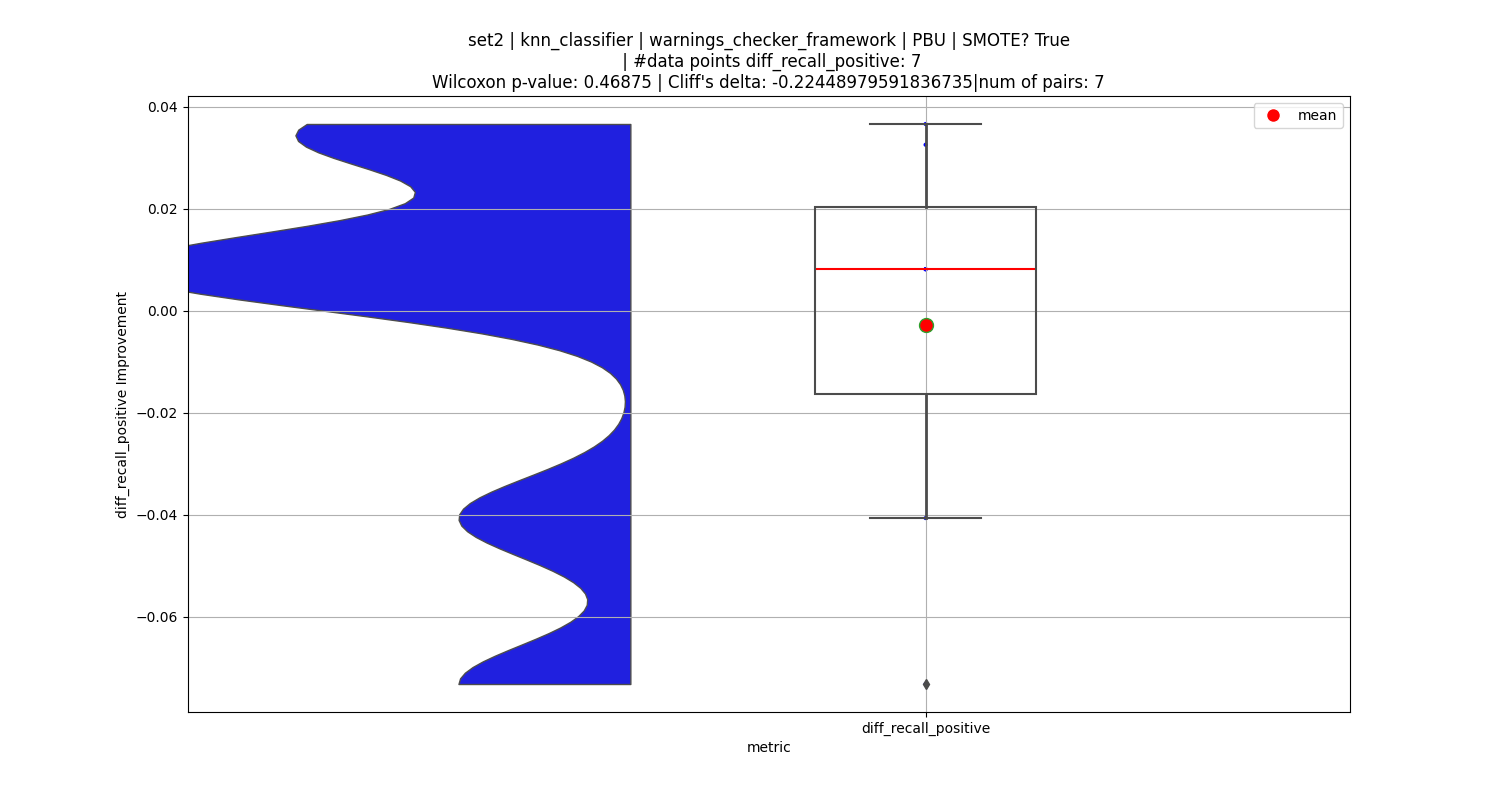 set2 | knn_classifier | warnings_checker_framework | PBU | SMOTE? True
| #data points diff_recall_positive: 7
Wilcoxon p-value: 0.46875 | Cliff's delta: -0.22448979591836735|num of pairs: 7
mean
0.04
0.02
0.00
−0.02
−0.04
−0.06
diff_recall_positive Improvement
diff_recall_positive
metric